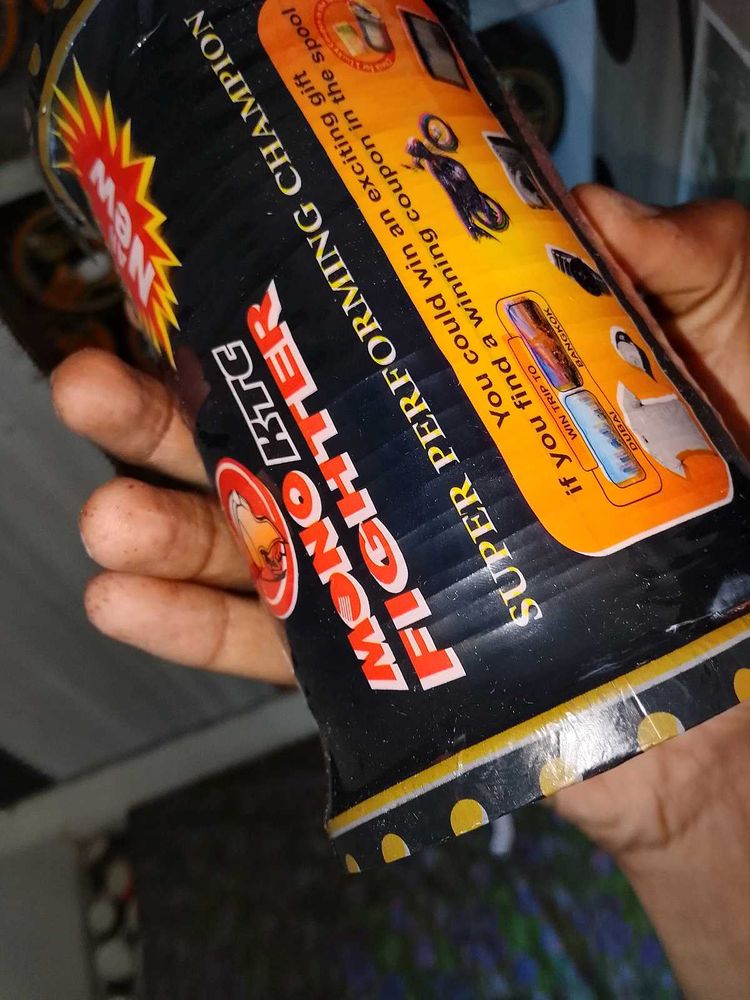 New
MONO KTC
FIGHTER
SUPER PERFORMING CHAMPION
You could win an exciting gift
if you find a winning coupon in the spool
WIN TRIP TO
BANGKOK
DUBAI